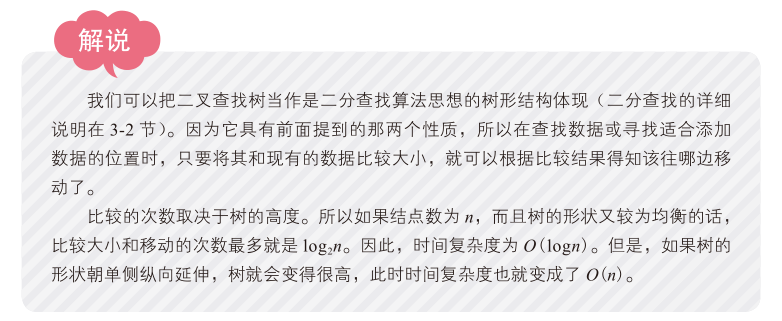 解说
我们可以把二叉查找树当作是二分查找算法思想的树形结构体现（二分查找的详细
说明在 3-2 节）。因为它具有前面提到的那两个性质，所以在查找数据或寻找适合添加
数据的位置时，只要将其和现有的数据比较大小，就可以根据比较结果得知该往哪边移
动了。
比较的次数取决于树的高度。所以如果结点数为 n，而且树的形状又较为均衡的话，
比较大小和移动的次数最多就是 log₂n。因此，时间复杂度为 O(logn)。但是，如果树的
形状朝单侧纵向延伸，树就会变得很高，此时时间复杂度也就变成了 O(n)。